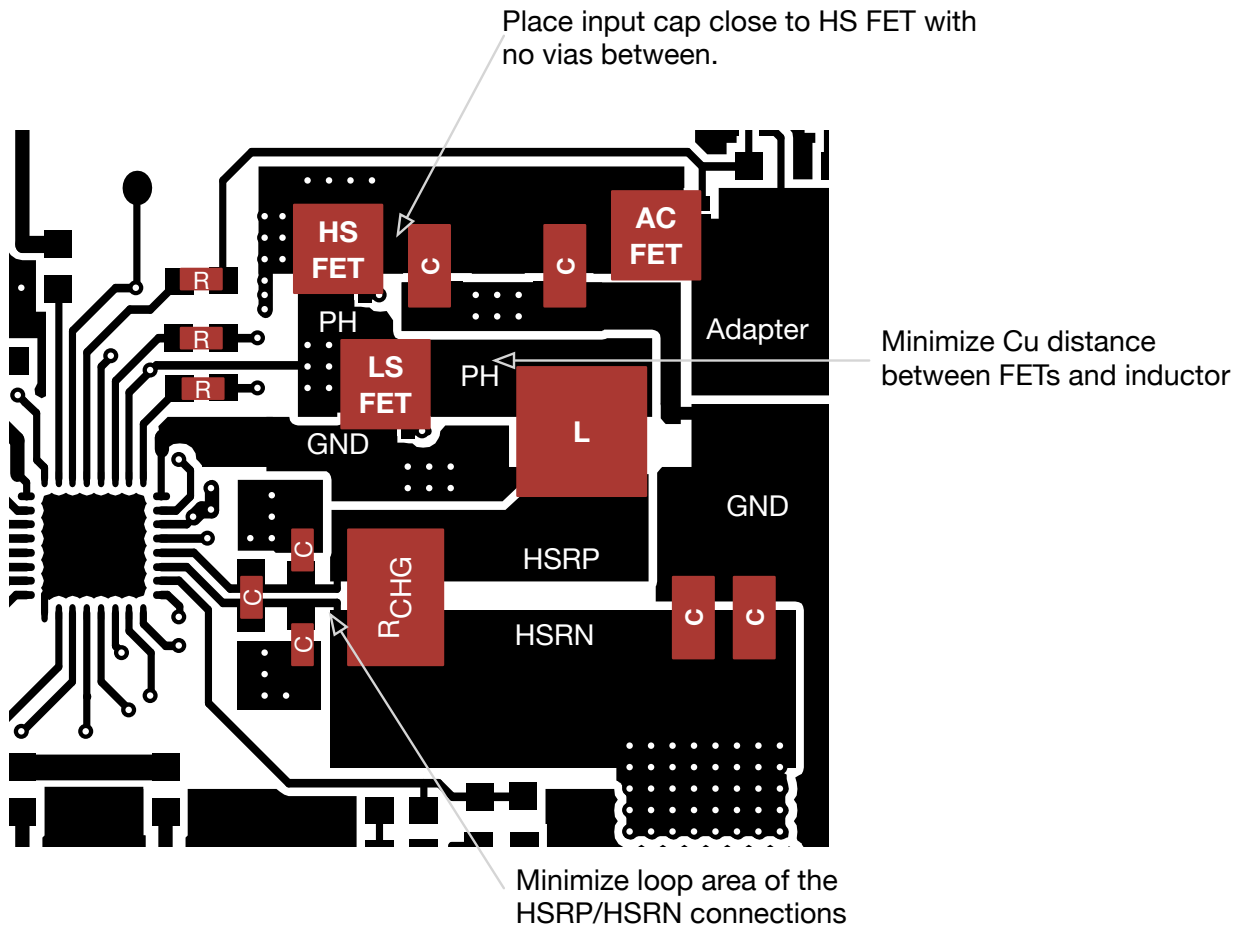 Place input cap close to HS FET with
no vias between.
HS
FET
C
C
AC
FET
R
PH
Adapter
R
LS
FET
PH
Minimize Cu distance
between FETs and inductor
R
GND
L
GND
C
HSRP
RCHG
C
HSRN
C
C
C
Minimize loop area of the
HSRP/HSRN connections